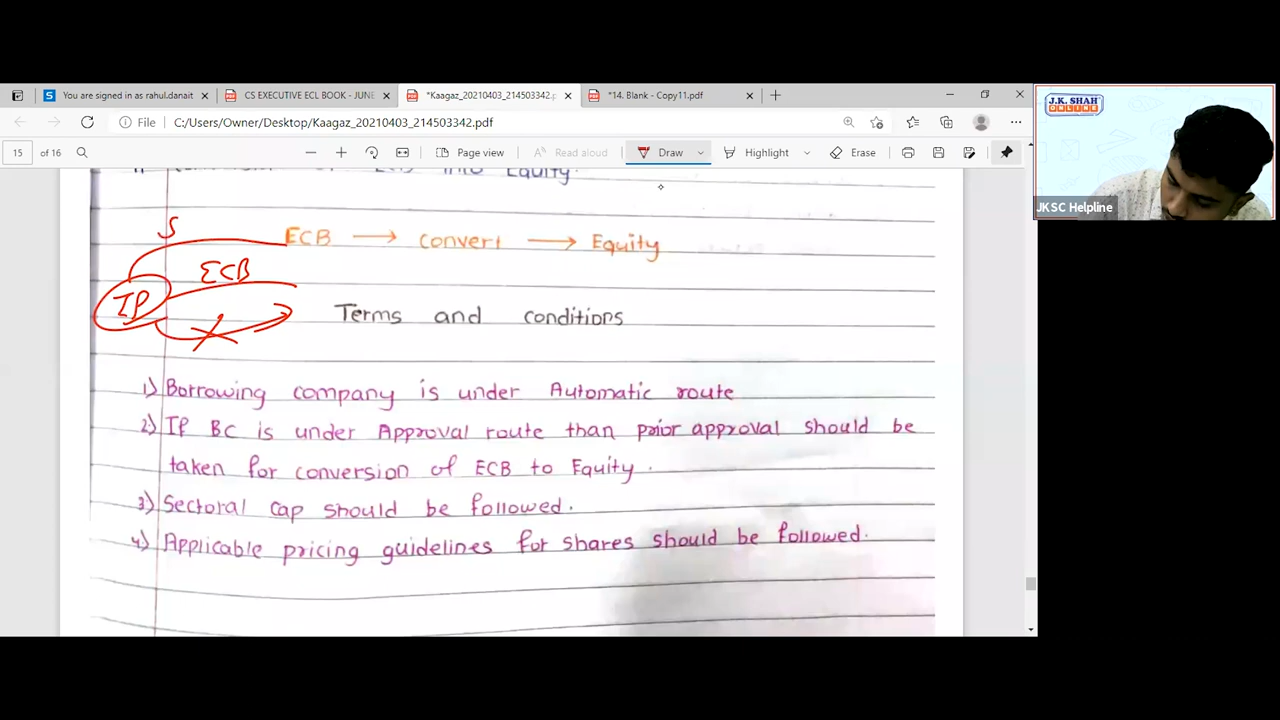 You are signed in as rahul.danait
CS EXECUTIVE ECL BOOK - JUNE
*Kaagaz_20210403_214503342.p
*14. Blank - Copy11.pdf
File
C:/Users/Owner/Desktop/Kaagaz_20210403_214503342.pdf
15 of 16
Page view
Read aloud
Draw
Highlight
Erase
J.K. SHAH
ONLINE
JKSC Helpline
ECB into Equity.
S
ECB → Convert → Equity
ECB
IP
Terms and conditions
1) Borrowing company is under Automatic route
2) If BC is under Approval route than prior approval should be
taken for conversion of ECB to Equity.
3) Sectoral cap should be followed.
4) Applicable pricing guidelines for shares should be followed.